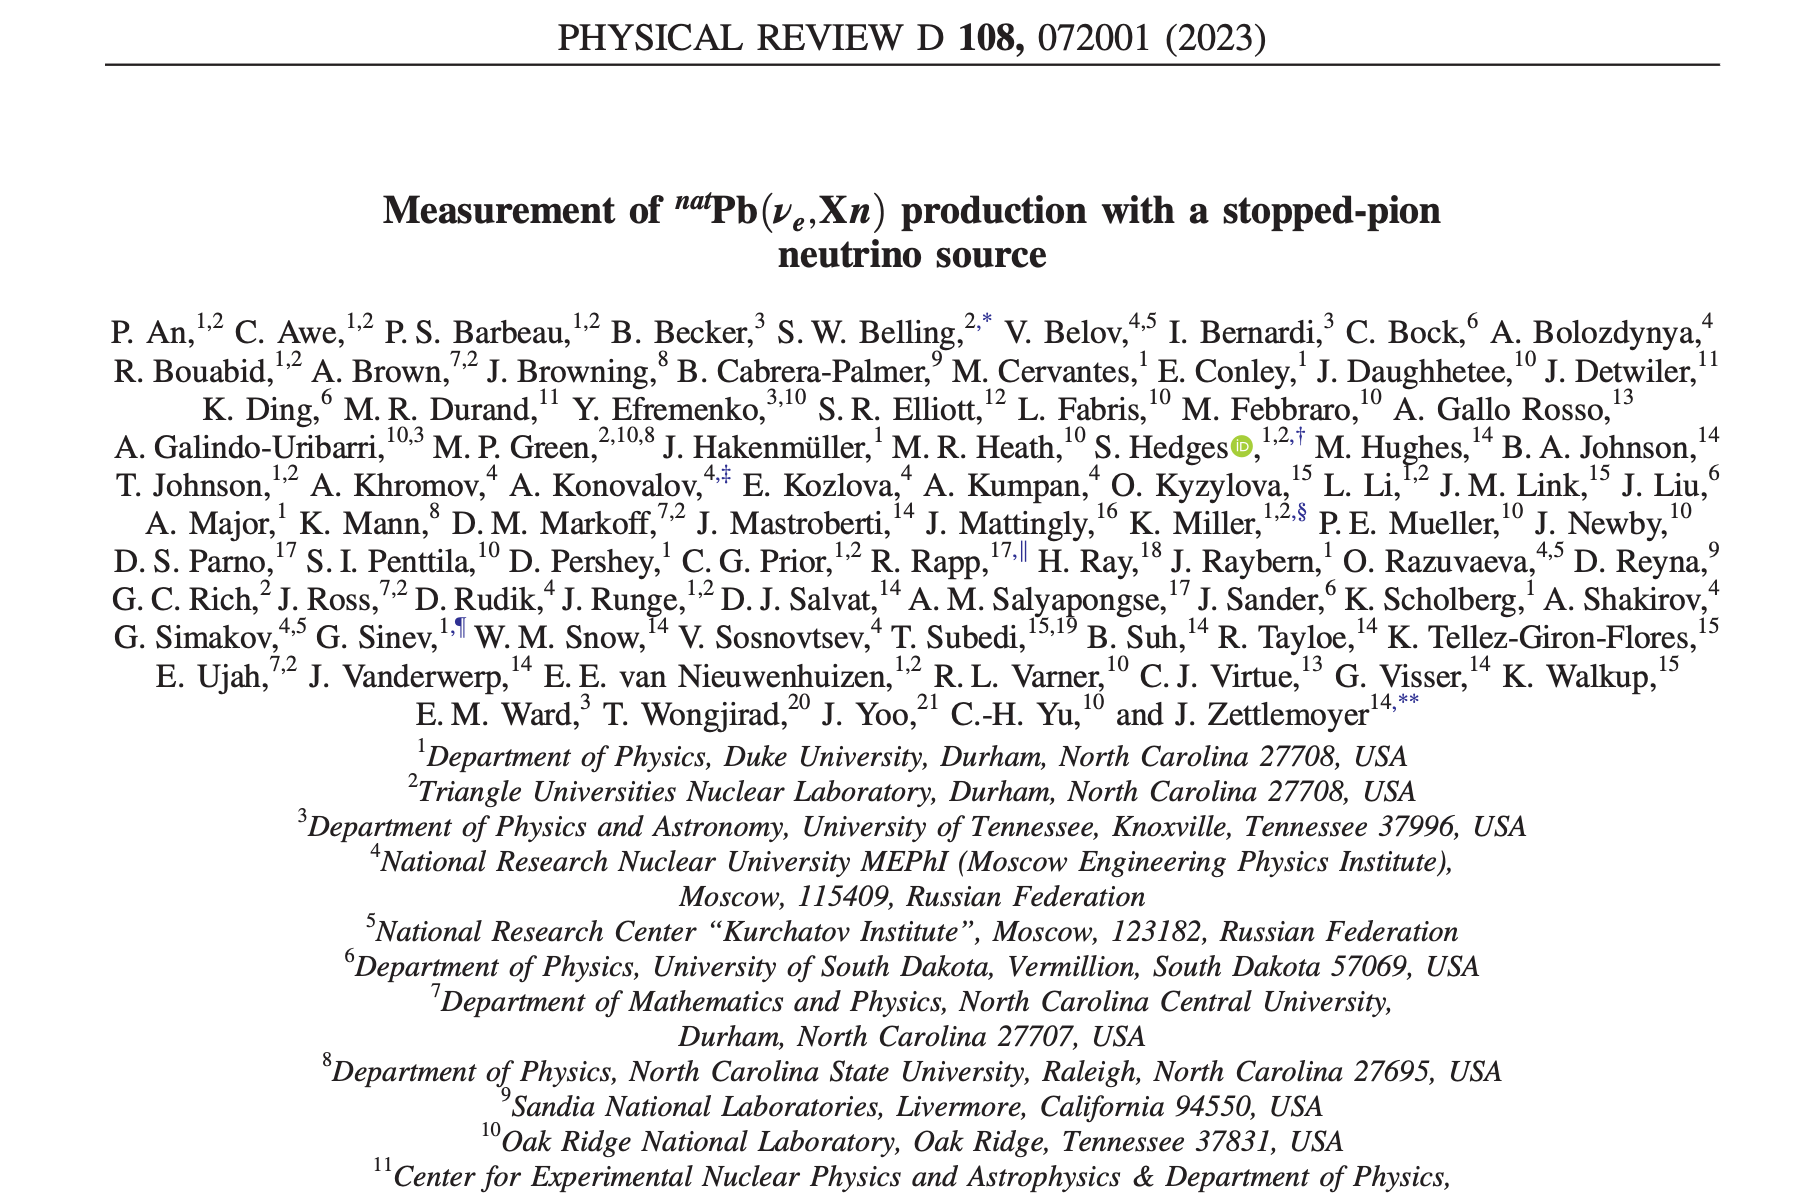 PHYSICAL REVIEW D 108, 072001 (2023)
Measurement of natPb(νe,Xn) production with a stopped-pion
neutrino source
P. An,1,2 C. Awe,1,2 P. S. Barbeau,1,2 B. Becker,3 S. W. Belling,2,* V. Belov,4,5 I. Bernardi,3 C. Bock,6 A. Bolozdynya,4
R. Bouabid,1,2 A. Brown,7,2 J. Browning,8 B. Cabrera-Palmer,9 M. Cervantes,1 E. Conley,1 J. Daughhetee,10 J. Detwiler,11
K. Ding,6 M. R. Durand,11 Y. Efremenko,3,10 S. R. Elliott,12 L. Fabris,10 M. Febbraro,10 A. Gallo Rosso,13
A. Galindo-Uribarri,10,3 M. P. Green,2,10,8 J. Hakenmüller,1 M. R. Heath,10 S. Hedges iD,1,2,† M. Hughes,14 B. A. Johnson,14
T. Johnson,1,2 A. Khromov,4 A. Konovalov,4,‡ E. Kozlova,4 A. Kumpan,4 O. Kyzylova,15 L. Li,1,2 J. M. Link,15 J. Liu,6
A. Major,1 K. Mann,8 D. M. Markoff,7,2 J. Mastroberti,14 J. Mattingly,16 K. Miller,1,2,§ P. E. Mueller,10 J. Newby,10
D. S. Parno,17 S. I. Penttila,10 D. Pershey,1 C. G. Prior,1,2 R. Rapp,17,∥ H. Ray,18 J. Raybern,1 O. Razuvaeva,4,5 D. Reyna,9
G. C. Rich,2 J. Ross,7,2 D. Rudik,4 J. Runge,1,2 D. J. Salvat,14 A. M. Salyapongse,17 J. Sander,6 K. Scholberg,1 A. Shakirov,4
G. Simakov,4,5 G. Sinev,1,¶ W. M. Snow,14 V. Sosnovtsev,4 T. Subedi,15,19 B. Suh,14 R. Tayloe,14 K. Tellez-Giron-Flores,15
E. Ujah,7,2 J. Vanderwerp,14 E. E. van Nieuwenhuizen,1,2 R. L. Varner,10 C. J. Virtue,13 G. Visser,14 K. Walkup,15
E. M. Ward,3 T. Wongjirad,20 J. Yoo,21 C.-H. Yu,10 and J. Zettlemoyer14,**
1Department of Physics, Duke University, Durham, North Carolina 27708, USA
2Triangle Universities Nuclear Laboratory, Durham, North Carolina 27708, USA
3Department of Physics and Astronomy, University of Tennessee, Knoxville, Tennessee 37996, USA
4National Research Nuclear University MEPhI (Moscow Engineering Physics Institute),
Moscow, 115409, Russian Federation
5National Research Center “Kurchatov Institute”, Moscow, 123182, Russian Federation
6Department of Physics, University of South Dakota, Vermillion, South Dakota 57069, USA
7Department of Mathematics and Physics, North Carolina Central University,
Durham, North Carolina 27707, USA
8Department of Physics, North Carolina State University, Raleigh, North Carolina 27695, USA
9Sandia National Laboratories, Livermore, California 94550, USA
10Oak Ridge National Laboratory, Oak Ridge, Tennessee 37831, USA
11Center for Experimental Nuclear Physics and Astrophysics & Department of Physics,